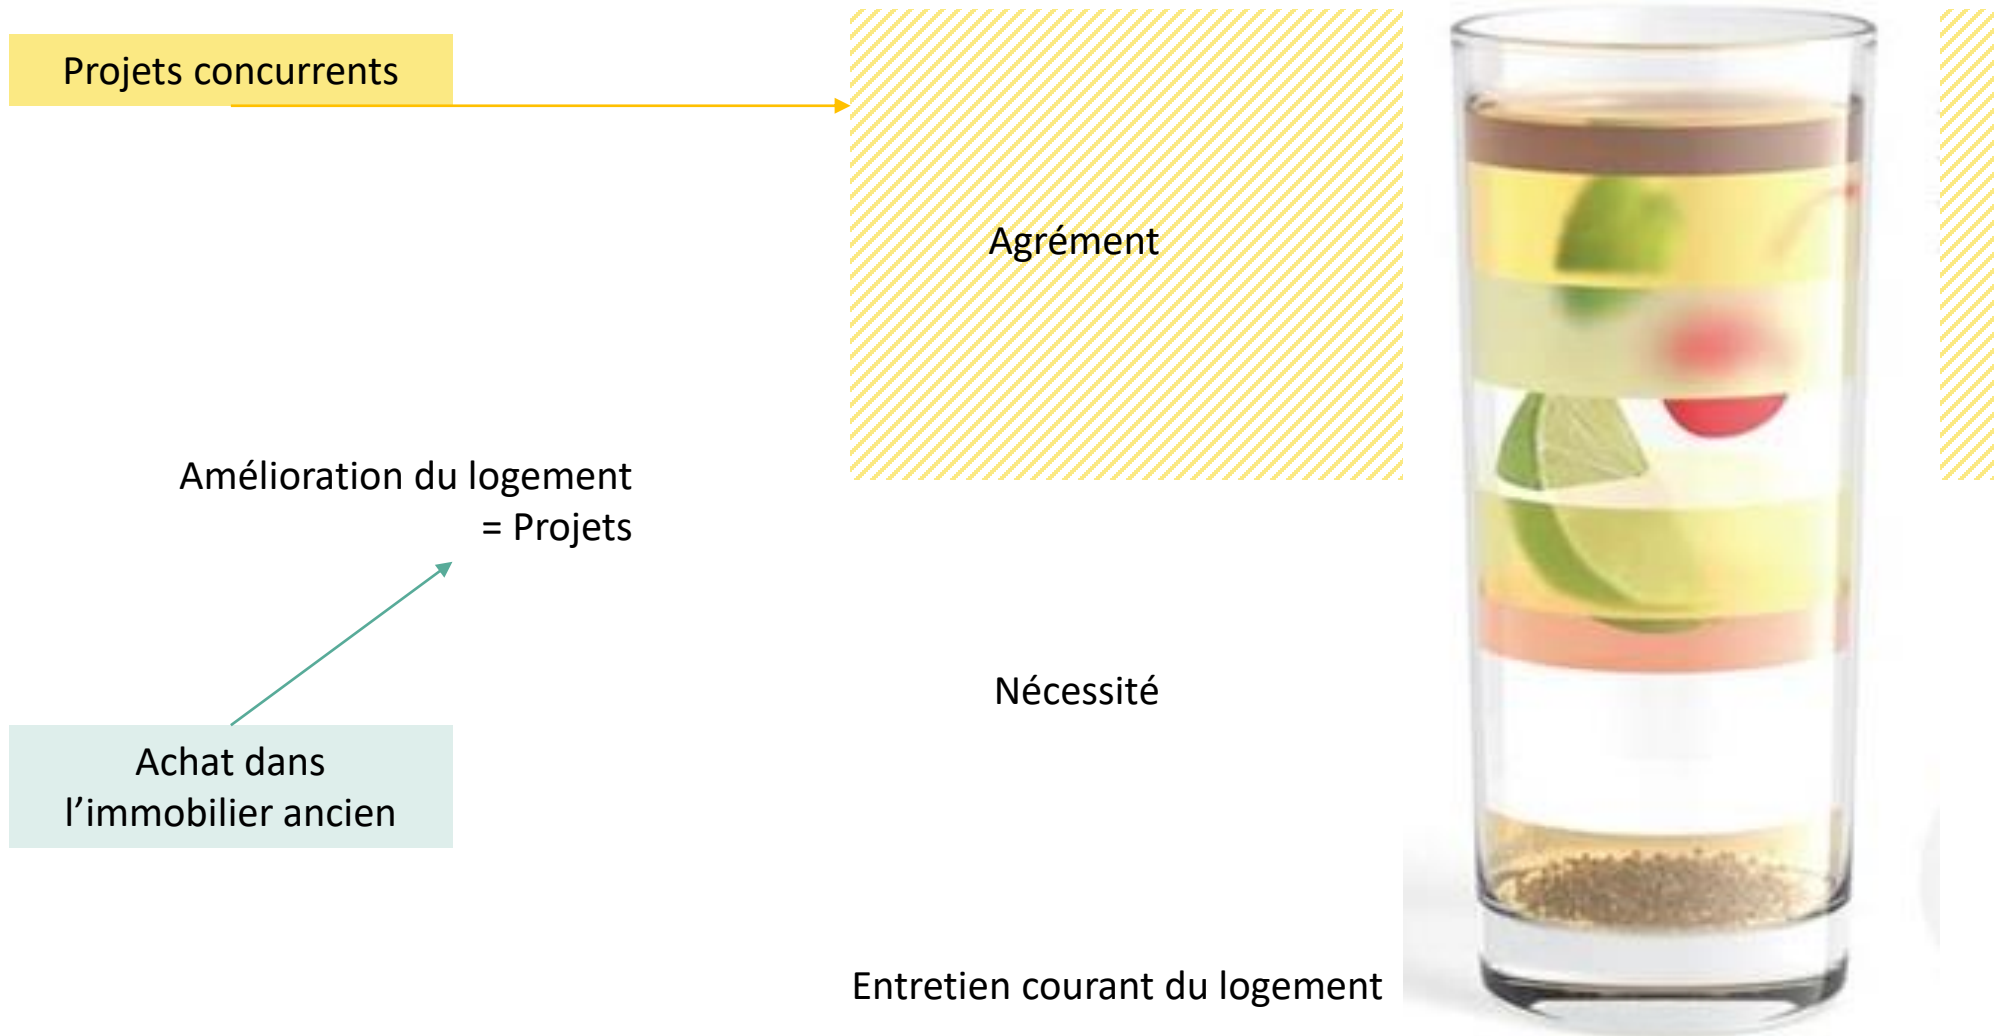 Projets concurrents
Agrément
Amélioration du logement
= Projets
Nécessité
Achat dans
l’immobilier ancien
Entretien courant du logement